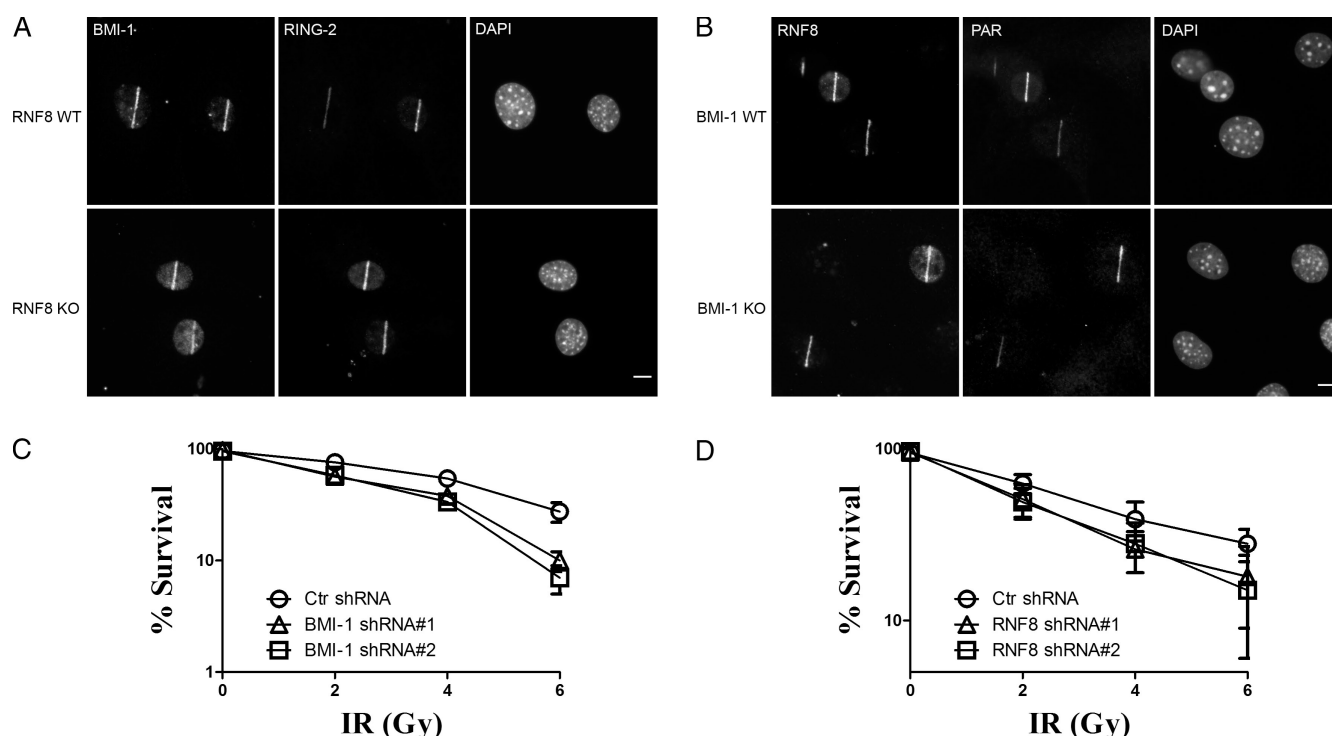 A
BMI-1
RING-2
DAPI
RNF8 WT
RNF8 KO
B
RNF8
PAR
DAPI
BMI-1 WT
BMI-1 KO
C
100
10
1
0
2
4
6
% Survival
IR (Gy)
Ctr shRNA
BMI-1 shRNA#1
BMI-1 shRNA#2
D
100
10
0
2
4
6
% Survival
IR (Gy)
Ctr shRNA
RNF8 shRNA#1
RNF8 shRNA#2